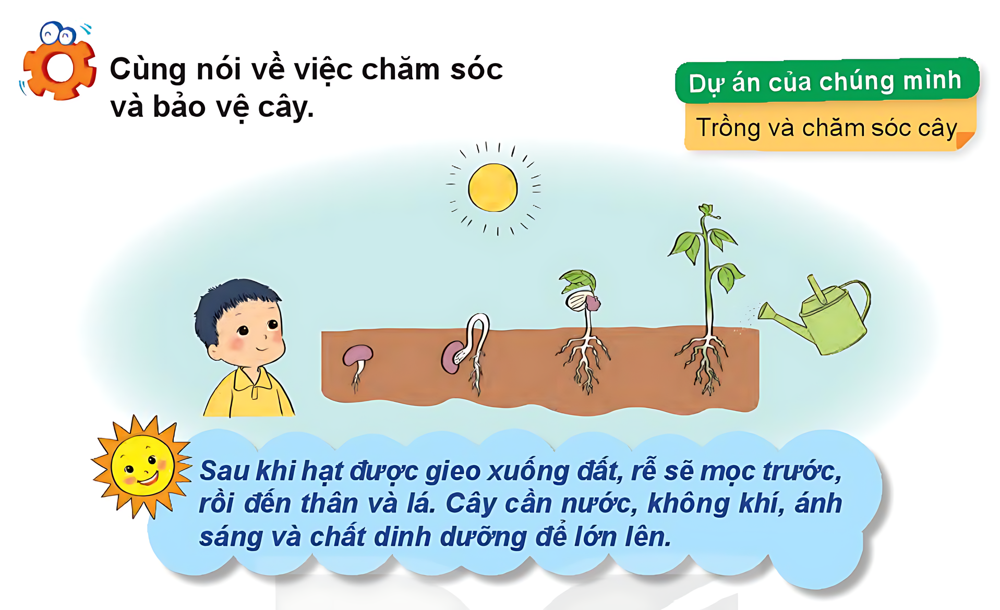 Cùng nói về việc chăm sóc
và bảo vệ cây.
Dự án của chúng mình
Trồng và chăm sóc cây
Sau khi hạt được gieo xuống đất, rễ sẽ mọc trước,
rồi đến thân và lá. Cây cần nước, không khí, ánh
sáng và chất dinh dưỡng để lớn lên.